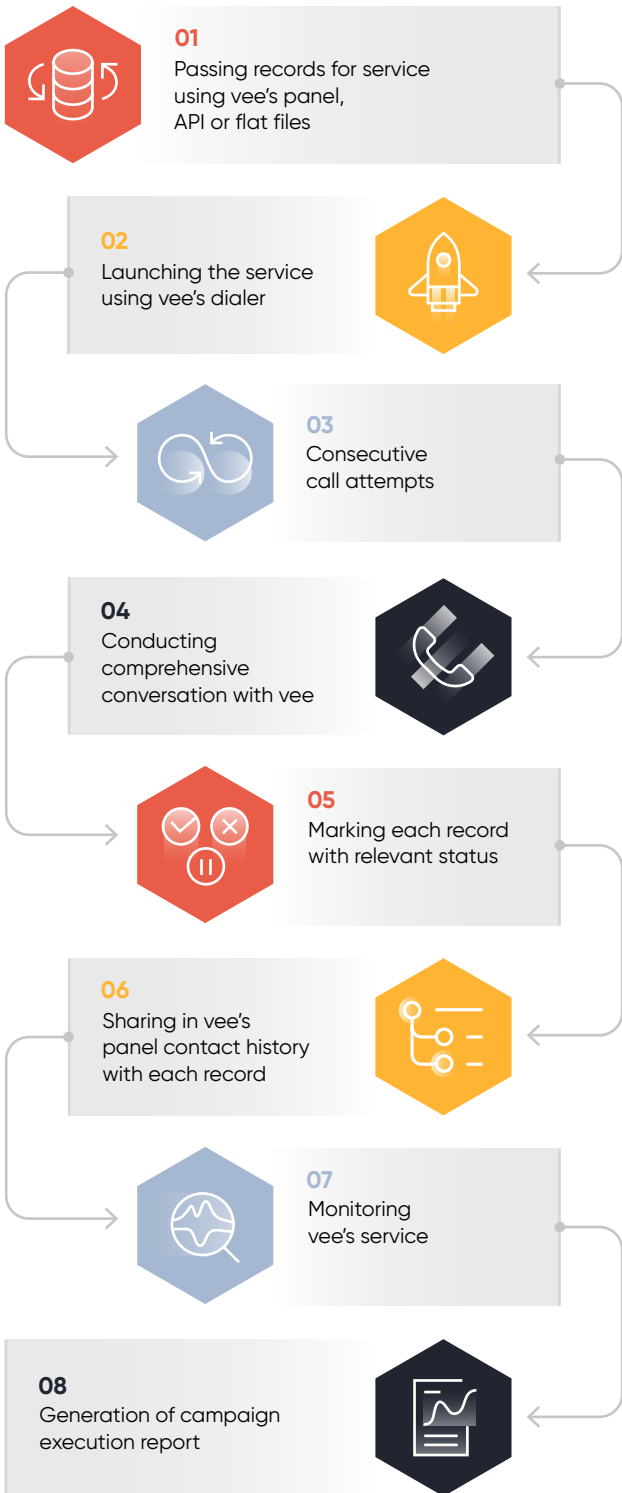 01
Passing records for service
using vee's panel,
API or flat files
02
Launching the service
using vee's dialer
03
Consecutive
call attempts
04
Conducting
comprehensive
conversation with vee
05
Marking each record
with relevant status
06
Sharing in vee's
panel contact history
with each record
07
Monitoring
vee's service
08
Generation of campaign
execution report